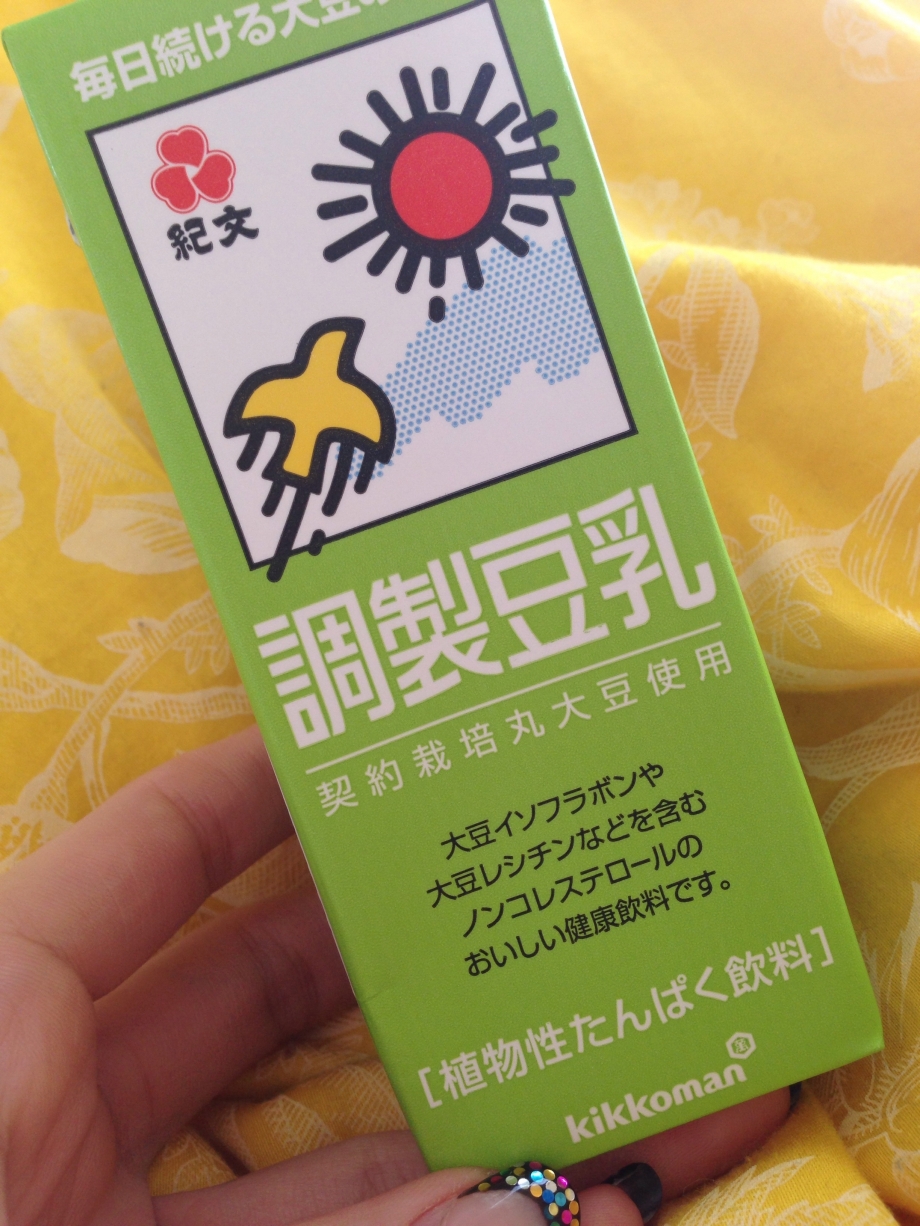 毎日続ける大豆の
紀文
調製豆乳
契約栽培丸大豆使用
大豆イソフラボンや
大豆レシチンなどを含む
ノンコレステロールの
おいしい健康飲料です。
[植物性たんぱく飲料]
kikkoman